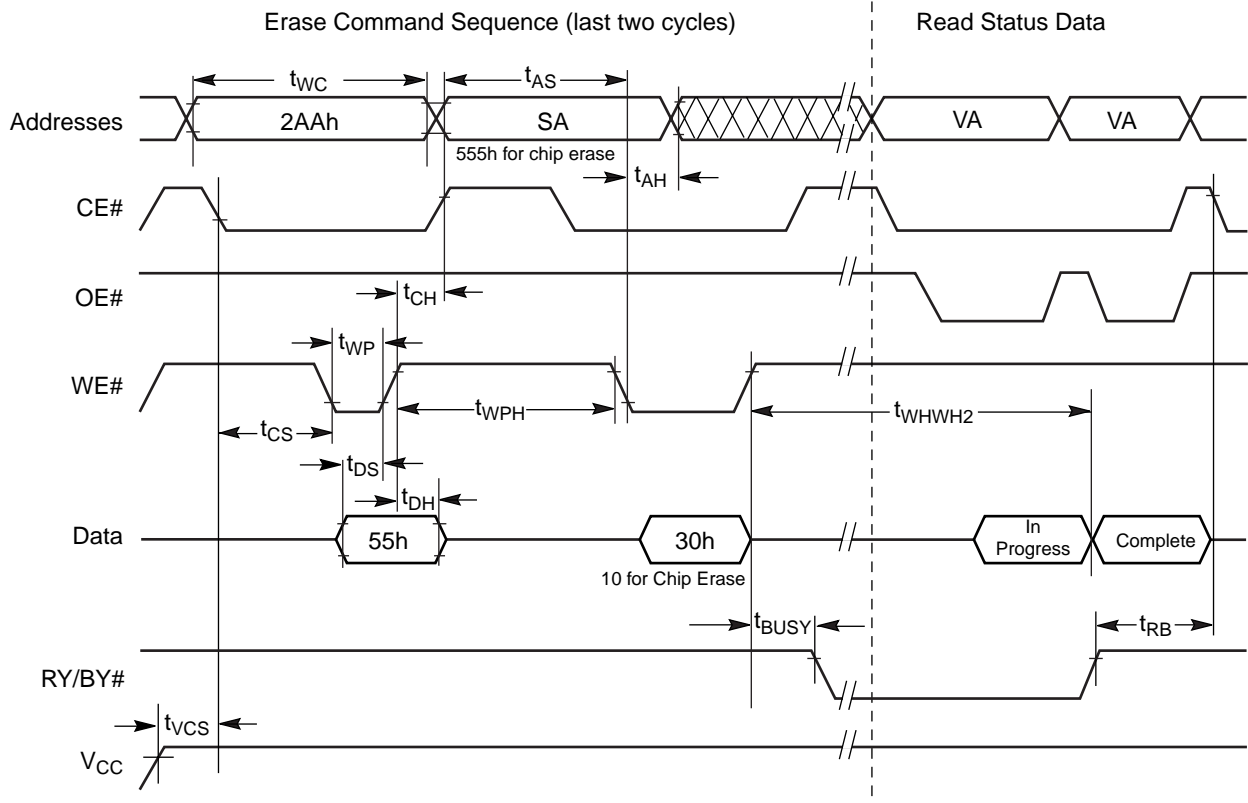 Erase Command Sequence (last two cycles)
Read Status Data
tWC
tAS
Addresses
2AAh
SA
VA
VA
555h for chip erase
tAH
CE#
OE#
tCH
tWP
WE#
tWPH
tWHWH2
tCS
tDS
tDH
Data
55h
30h
In
Progress
Complete
10 for Chip Erase
tBUSY
tRB
RY/BY#
tVCS
VCC